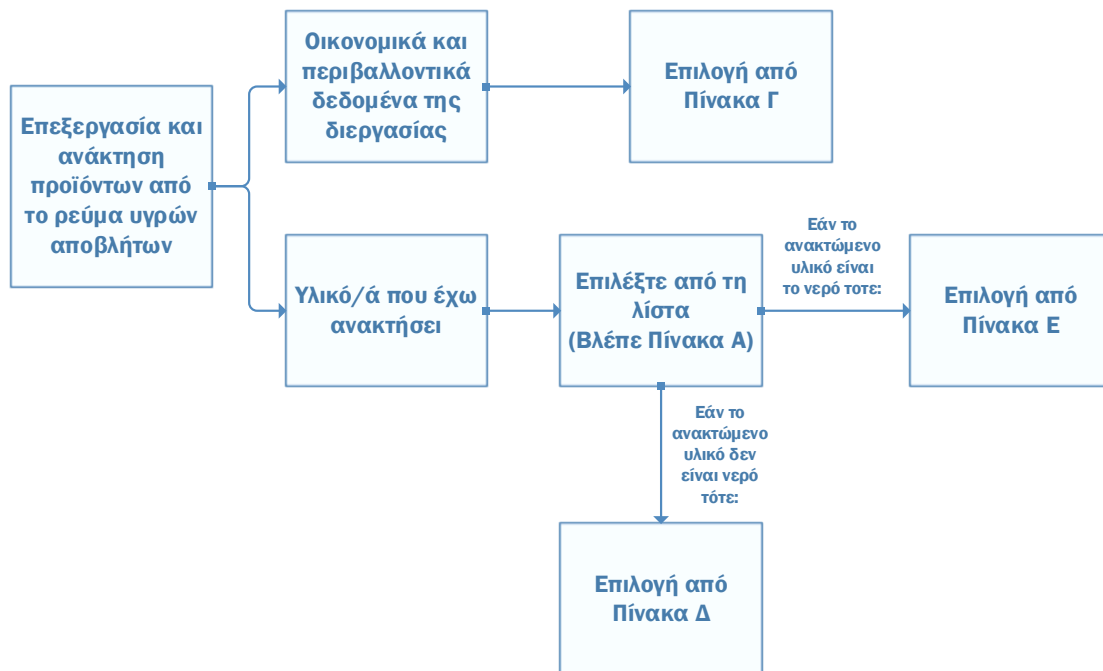 Οικονομικά και
περιβαλλοντικά
δεδομένα της
διεργασίας
Επιλογή από
Πίνακα Γ
Επεξεργασία και
ανάκτηση
προϊόντων από
το ρεύμα υγρών
αποβλήτων
Υλικό/ά που έχω
ανακτήσει
Επιλέξτε από τη
λίστα
(Βλέπε Πίνακα Α)
Εάν το
ανακτώμενο
υλικό είναι
το νερό τοτε:
Επιλογή από
Πίνακα Ε
Εάν το
ανακτώμενο
υλικό δεν
είναι νερό
τότε:
Επιλογή από
Πίνακα Δ